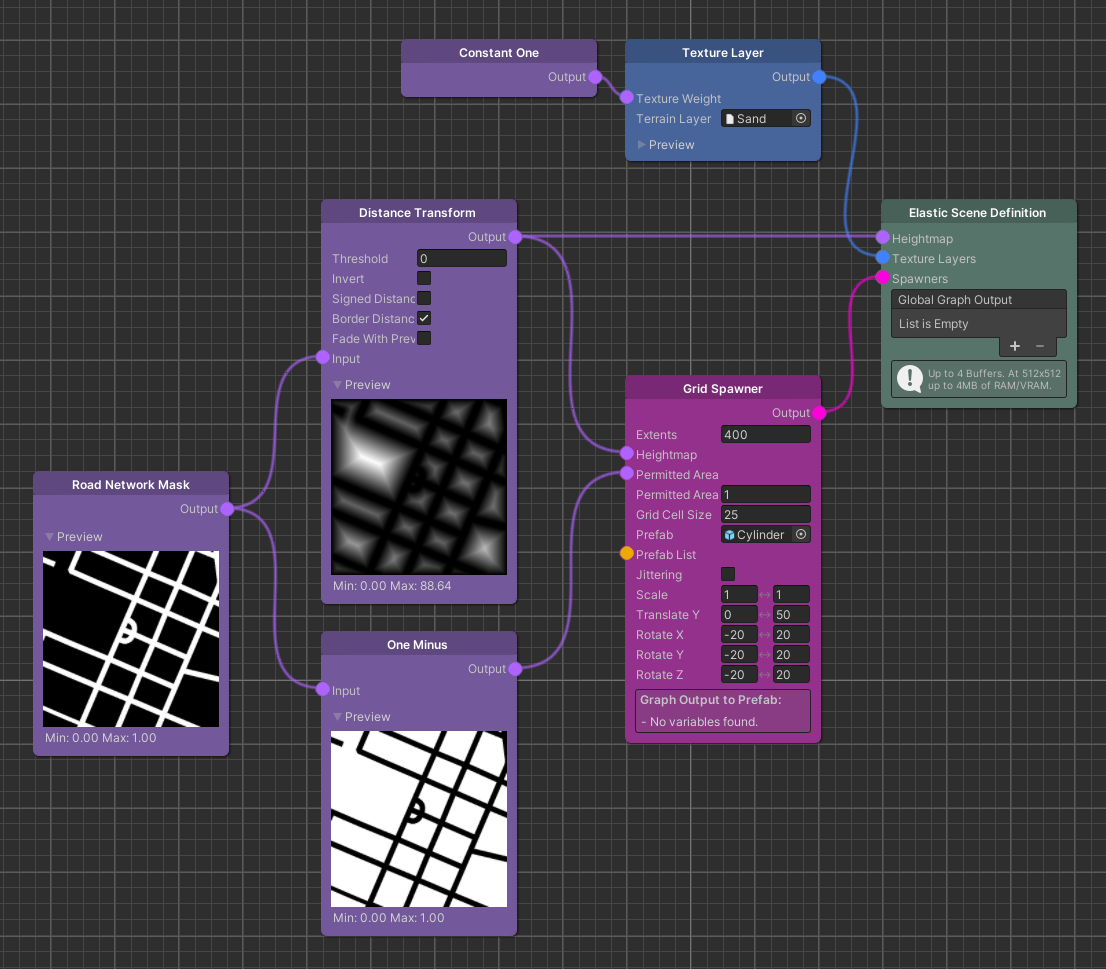 Constant One
Output
Texture Layer
Output
Texture Weight
Terrain Layer Sand
Preview
Distance Transform
Output
Threshold 0
Invert
Signed Distanc
Border Distanc
Fade With Prev
Input
Preview
Min: 0.00 Max: 88.64
Elastic Scene Definition
Heightmap
Texture Layers
Spawners
Global Graph Output
List is Empty
+ −
Up to 4 Buffers. At 512x512
up to 4MB of RAM/VRAM.
Grid Spawner
Output
Extents 400
Heightmap
Permitted Area
Permitted Area 1
Grid Cell Size 25
Prefab Cylinder
Prefab List
Jittering
Scale 1 ↔ 1
Translate Y 0 ↔ 50
Rotate X -20 ↔ 20
Rotate Y -20 ↔ 20
Rotate Z -20 ↔ 20
Graph Output to Prefab:
- No variables found.
Road Network Mask
Output
Preview
Min: 0.00 Max: 1.00
One Minus
Output
Input
Preview
Min: 0.00 Max: 1.00